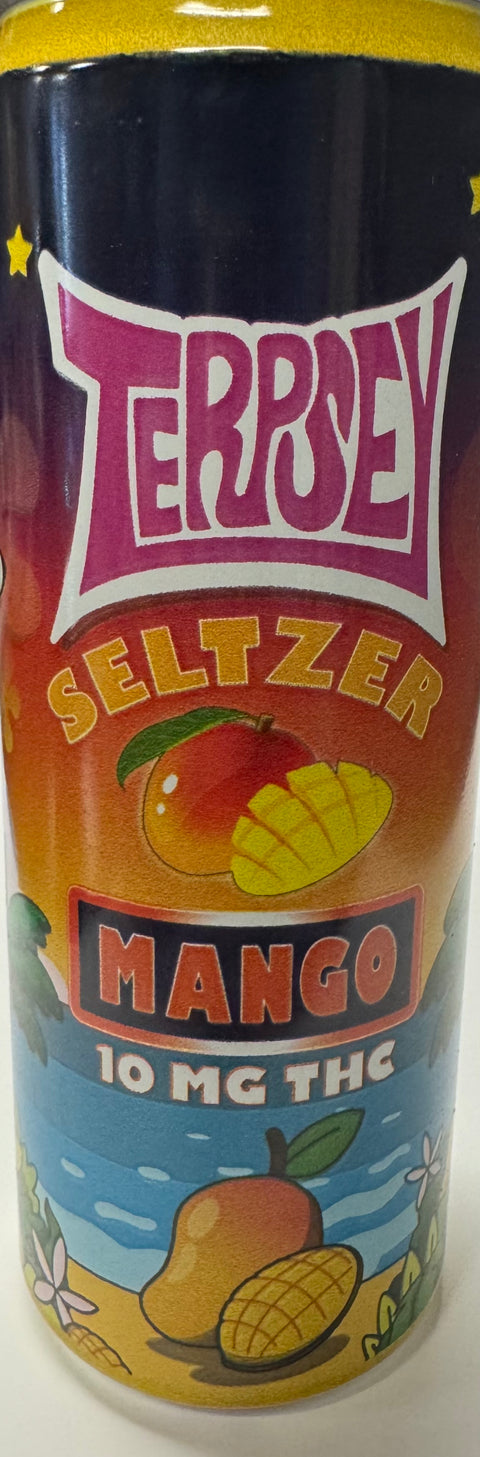 TERPSEY
SELTZER
MANGO
10 MG THC